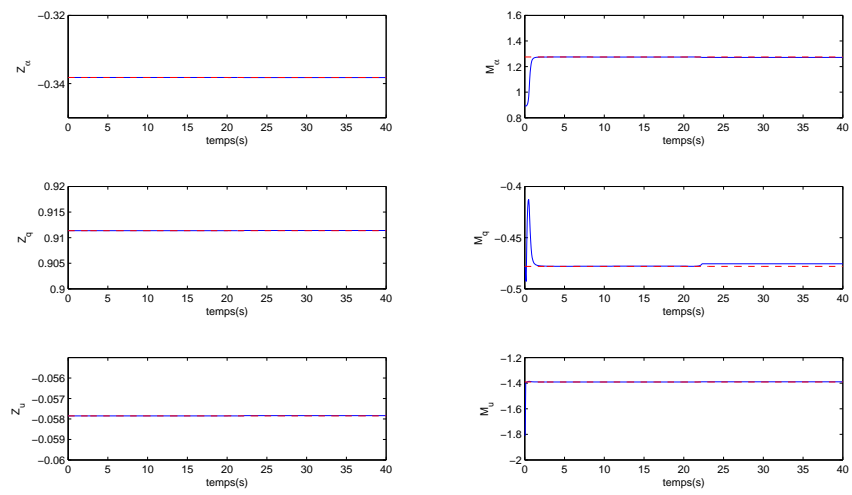 −0.32
−0.34
Z_α
0 5 10 15 20 25 30 35 40
temps(s)
1.6
1.4
1.2
1
0.8
M_α
0 5 10 15 20 25 30 35 40
temps(s)
0.92
0.915
0.91
0.905
0.9
Z_q
0 5 10 15 20 25 30 35 40
temps(s)
−0.4
−0.45
−0.5
M_q
0 5 10 15 20 25 30 35 40
temps(s)
−0.056
−0.058
−0.059
−0.06
Z_u
0 5 10 15 20 25 30 35 40
temps(s)
−1.2
−1.4
−1.6
−1.8
−2
M_u
0 5 10 15 20 25 30 35 40
temps(s)